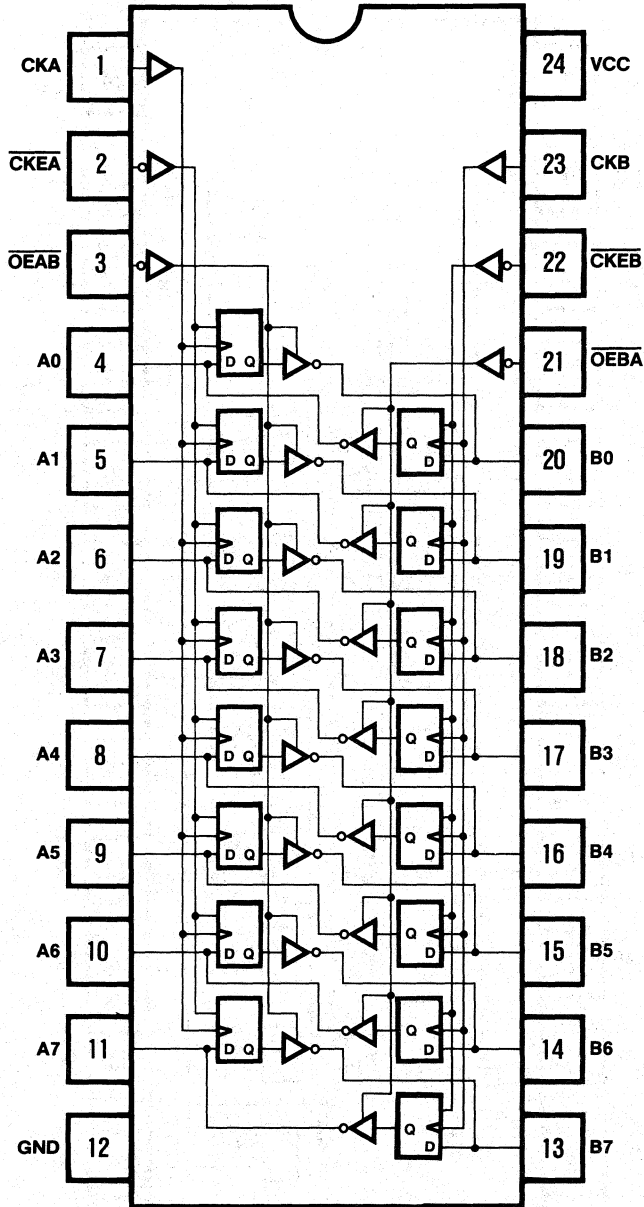 CKA 1 24 VCC
CKEA 2 23 CKB
OEAB 3 22 CKEB
A0 4 21 OEBA
D Q
A1 5 Q D 20 B0
D Q
A2 6 Q D 19 B1
D Q
A3 7 Q D 18 B2
D Q
A4 8 Q D 17 B3
D Q
A5 9 Q D 16 B4
D Q
A6 10 Q D 15 B5
D Q
A7 11 Q D 14 B6
D Q
GND 12 Q D 13 B7